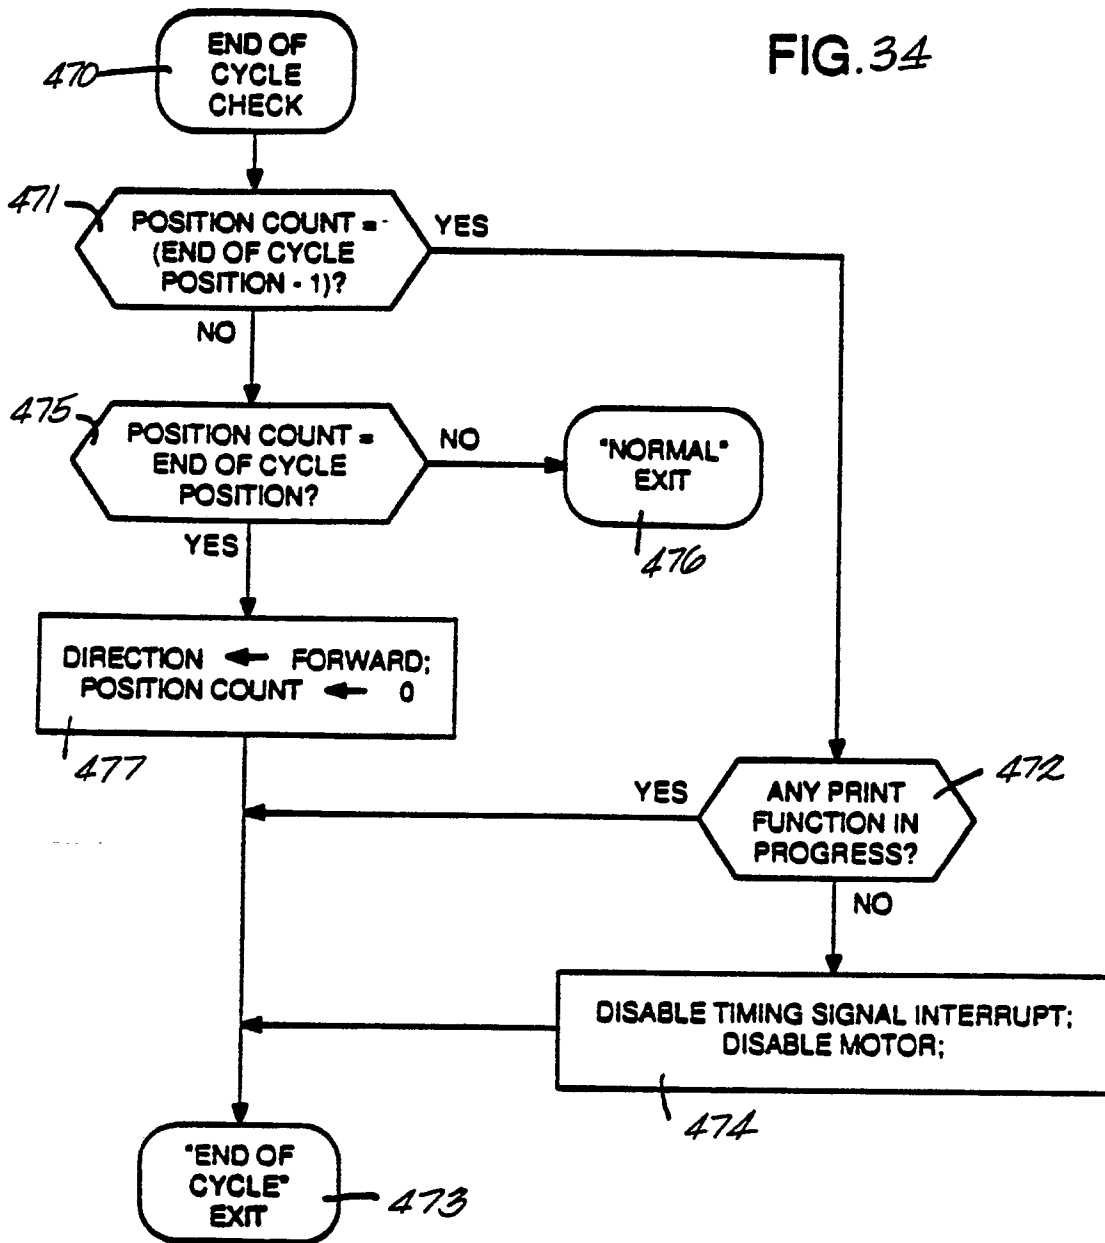 FIG.34
470
END OF
CYCLE
CHECK
471
POSITION COUNT =
(END OF CYCLE
POSITION - 1)?
YES
NO
475
POSITION COUNT =
END OF CYCLE
POSITION?
NO
"NORMAL"
EXIT
476
YES
DIRECTION ← FORWARD;
POSITION COUNT ← 0
477
472
YES
ANY PRINT
FUNCTION IN
PROGRESS?
NO
DISABLE TIMING SIGNAL INTERRUPT;
DISABLE MOTOR;
474
"END OF
CYCLE"
EXIT
473